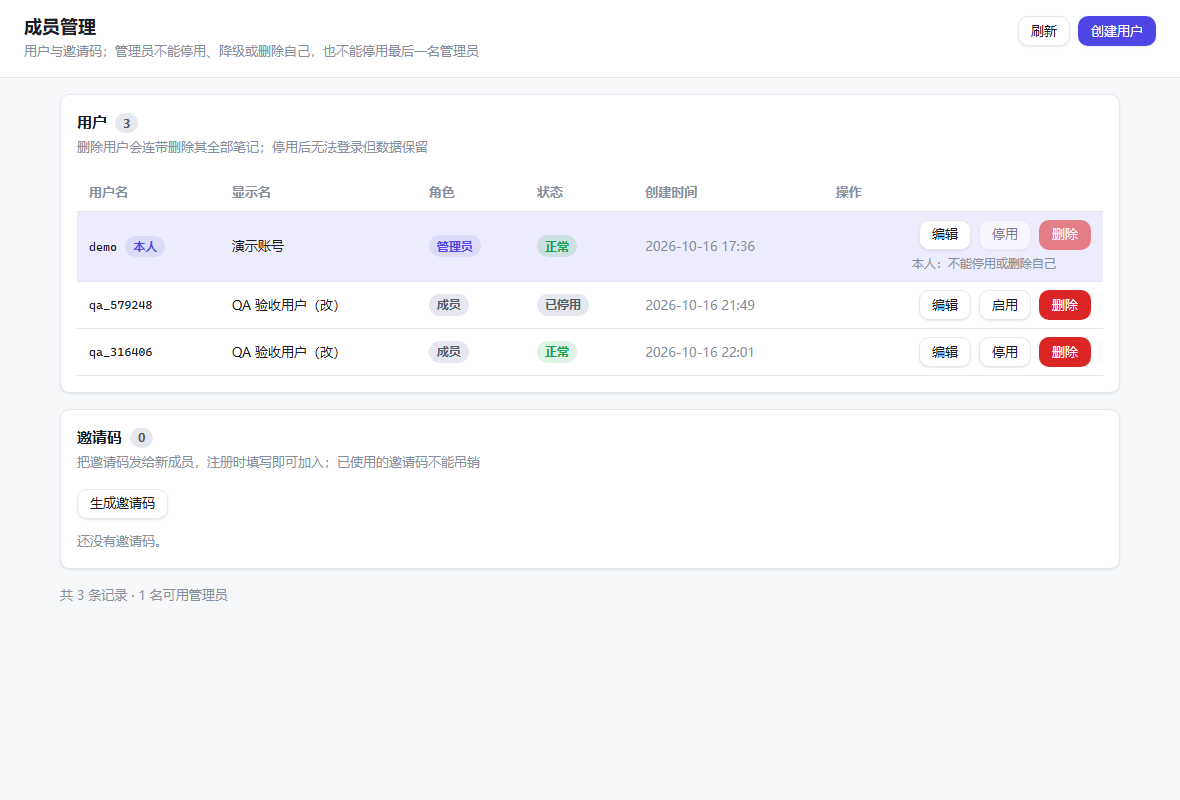 成员管理
用户与邀请码；管理员不能停用、降级或删除自己，也不能停用最后一名管理员
刷新 创建用户
用户 3
删除用户会连带删除其全部笔记；停用后无法登录但数据保留
用户名 显示名 角色 状态 创建时间 操作
demo 本人 演示账号 管理员 正常 2026-10-16 17:36 编辑 停用 删除
本人：不能停用或删除自己
qa_579248 QA 验收用户（改） 成员 已停用 2026-10-16 21:49 编辑 启用 删除
qa_316406 QA 验收用户（改） 成员 正常 2026-10-16 22:01 编辑 停用 删除
邀请码 0
把邀请码发给新成员，注册时填写即可加入；已使用的邀请码不能吊销
生成邀请码
还没有邀请码。
共 3 条记录 · 1 名可用管理员